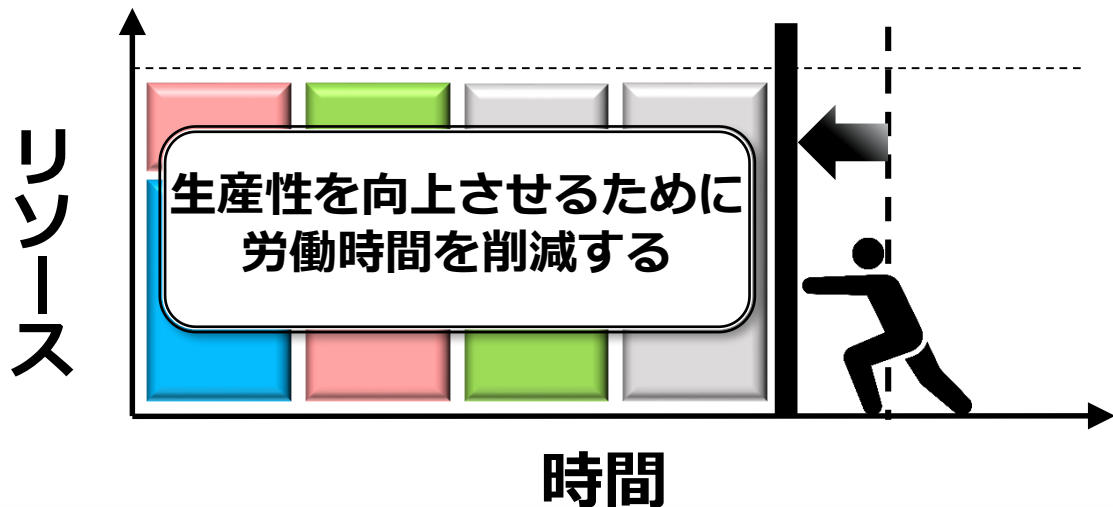 リソース
生産性を向上させるために
労働時間を削減する
時間